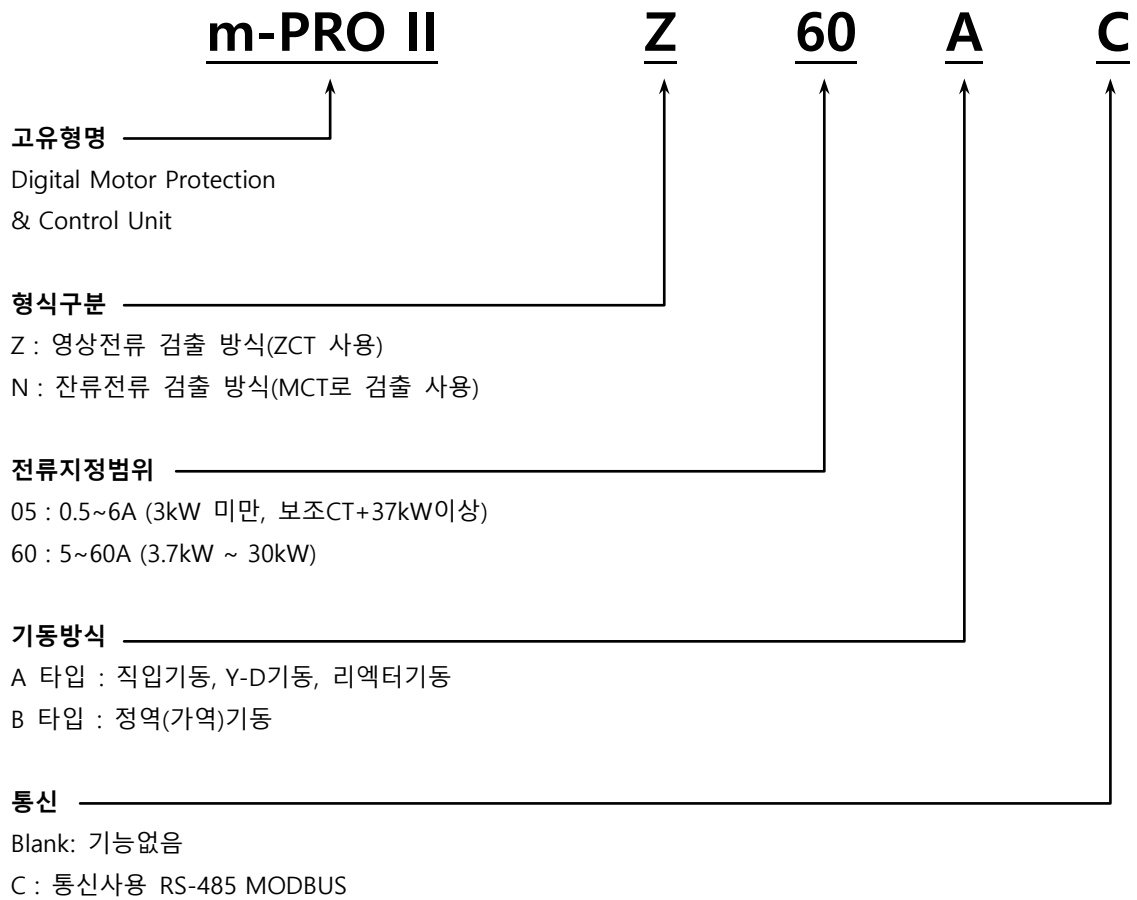 m-PRO II Z 60 A C
고유형명
Digital Motor Protection
& Control Unit
형식구분
Z : 영상전류 검출 방식(ZCT 사용)
N : 잔류전류 검출 방식(MCT로 검출 사용)
전류지정범위
05 : 0.5~6A (3kW 미만, 보조CT+37kW이상)
60 : 5~60A (3.7kW ~ 30kW)
기동방식
A 타입 : 직입기동, Y-D기동, 리엑터기동
B 타입 : 정역(가역)기동
통신
Blank: 기능없음
C : 통신사용 RS-485 MODBUS